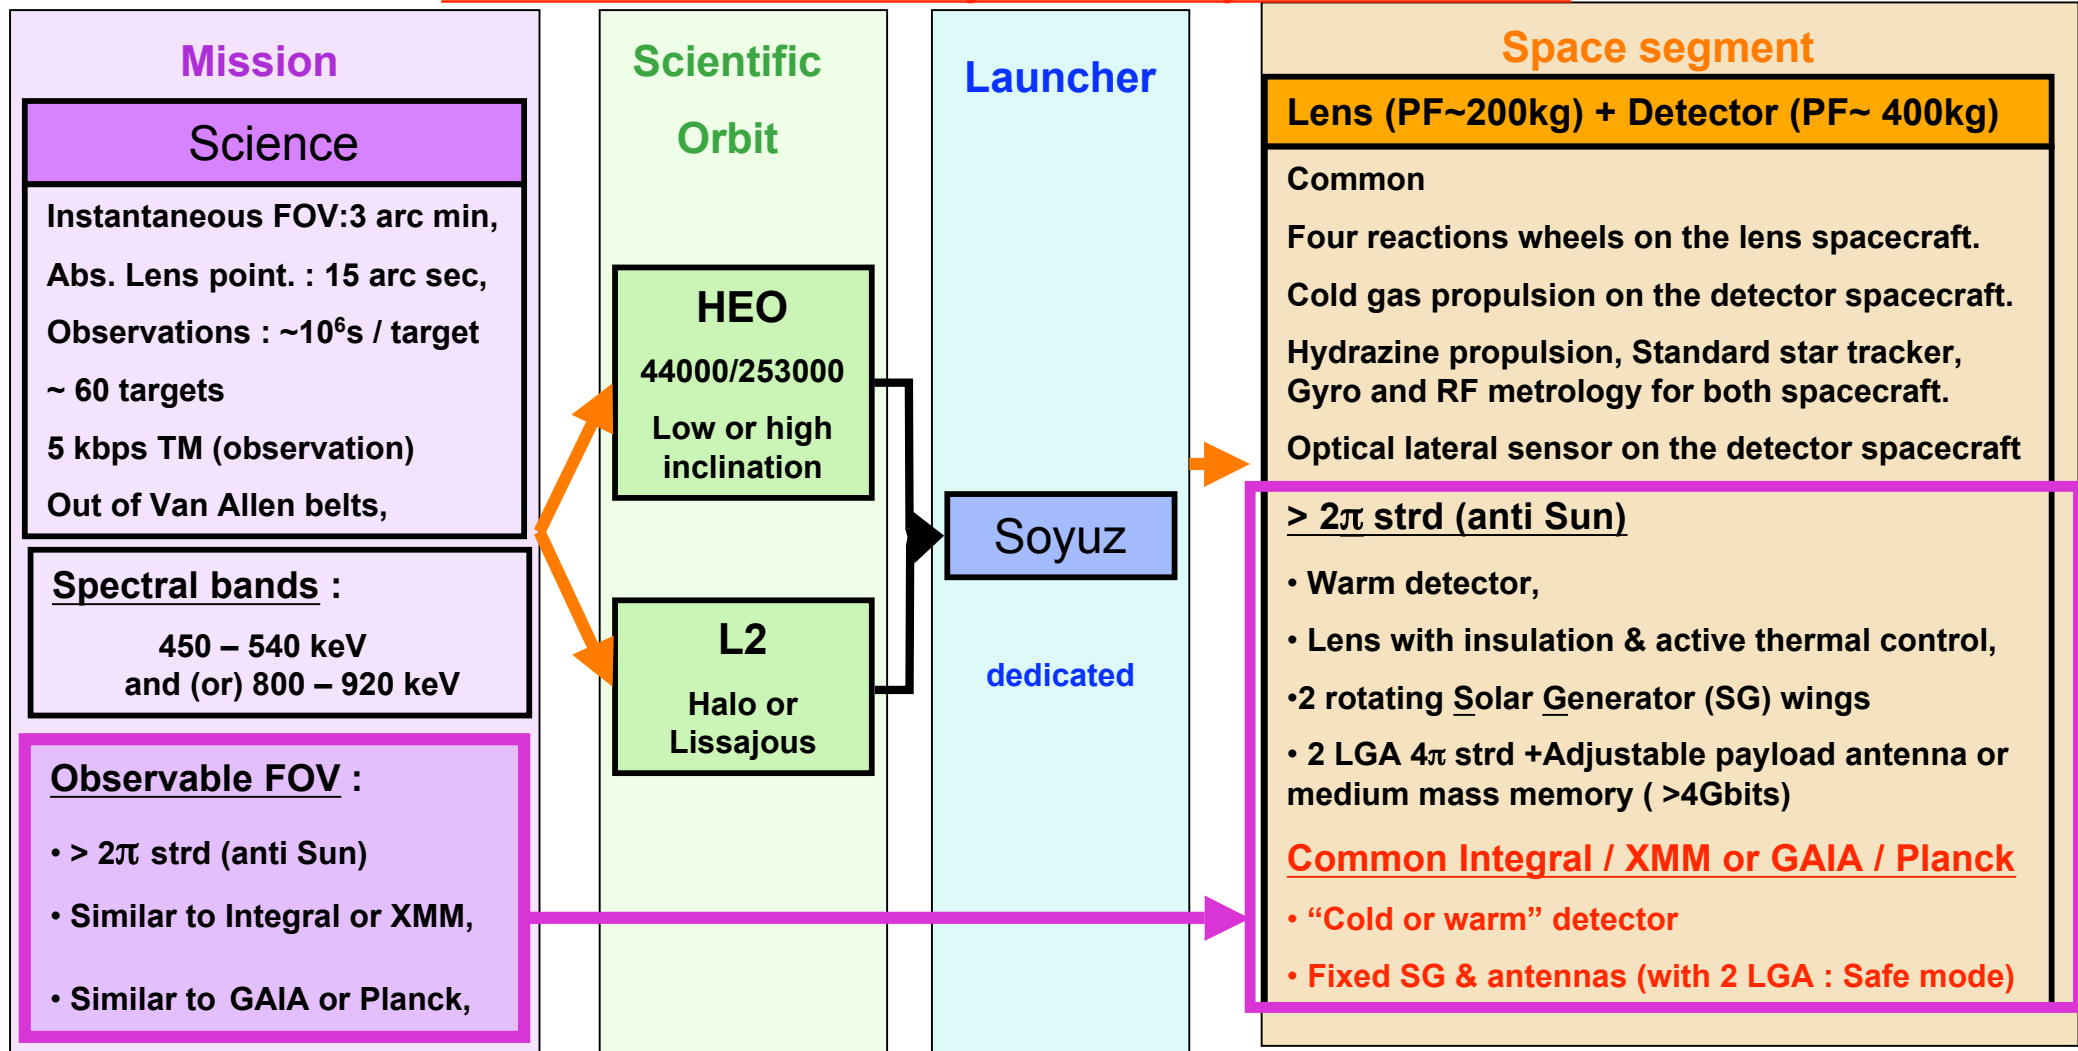 Mission
Science
Instantaneous FOV:3 arc min,
Abs. Lens point. : 15 arc sec,
Observations : ~10⁶s / target
~ 60 targets
5 kbps TM (observation)
Out of Van Allen belts,
Spectral bands :
450 – 540 keV
and (or) 800 – 920 keV
Observable FOV :
• > 2π strd (anti Sun)
• Similar to Integral or XMM,
• Similar to GAIA or Planck,
Scientific
Orbit
HEO
44000/253000
Low or high
inclination
L2
Halo or
Lissajous
Launcher
Soyuz
dedicated
Space segment
Lens (PF~200kg) + Detector (PF~ 400kg)
Common
Four reactions wheels on the lens spacecraft.
Cold gas propulsion on the detector spacecraft.
Hydrazine propulsion, Standard star tracker,
Gyro and RF metrology for both spacecraft.
Optical lateral sensor on the detector spacecraft
> 2π strd (anti Sun)
• Warm detector,
• Lens with insulation & active thermal control,
•2 rotating Solar Generator (SG) wings
• 2 LGA 4π strd +Adjustable payload antenna or
medium mass memory ( >4Gbits)
Common Integral / XMM or GAIA / Planck
• “Cold or warm” detector
• Fixed SG & antennas (with 2 LGA : Safe mode)